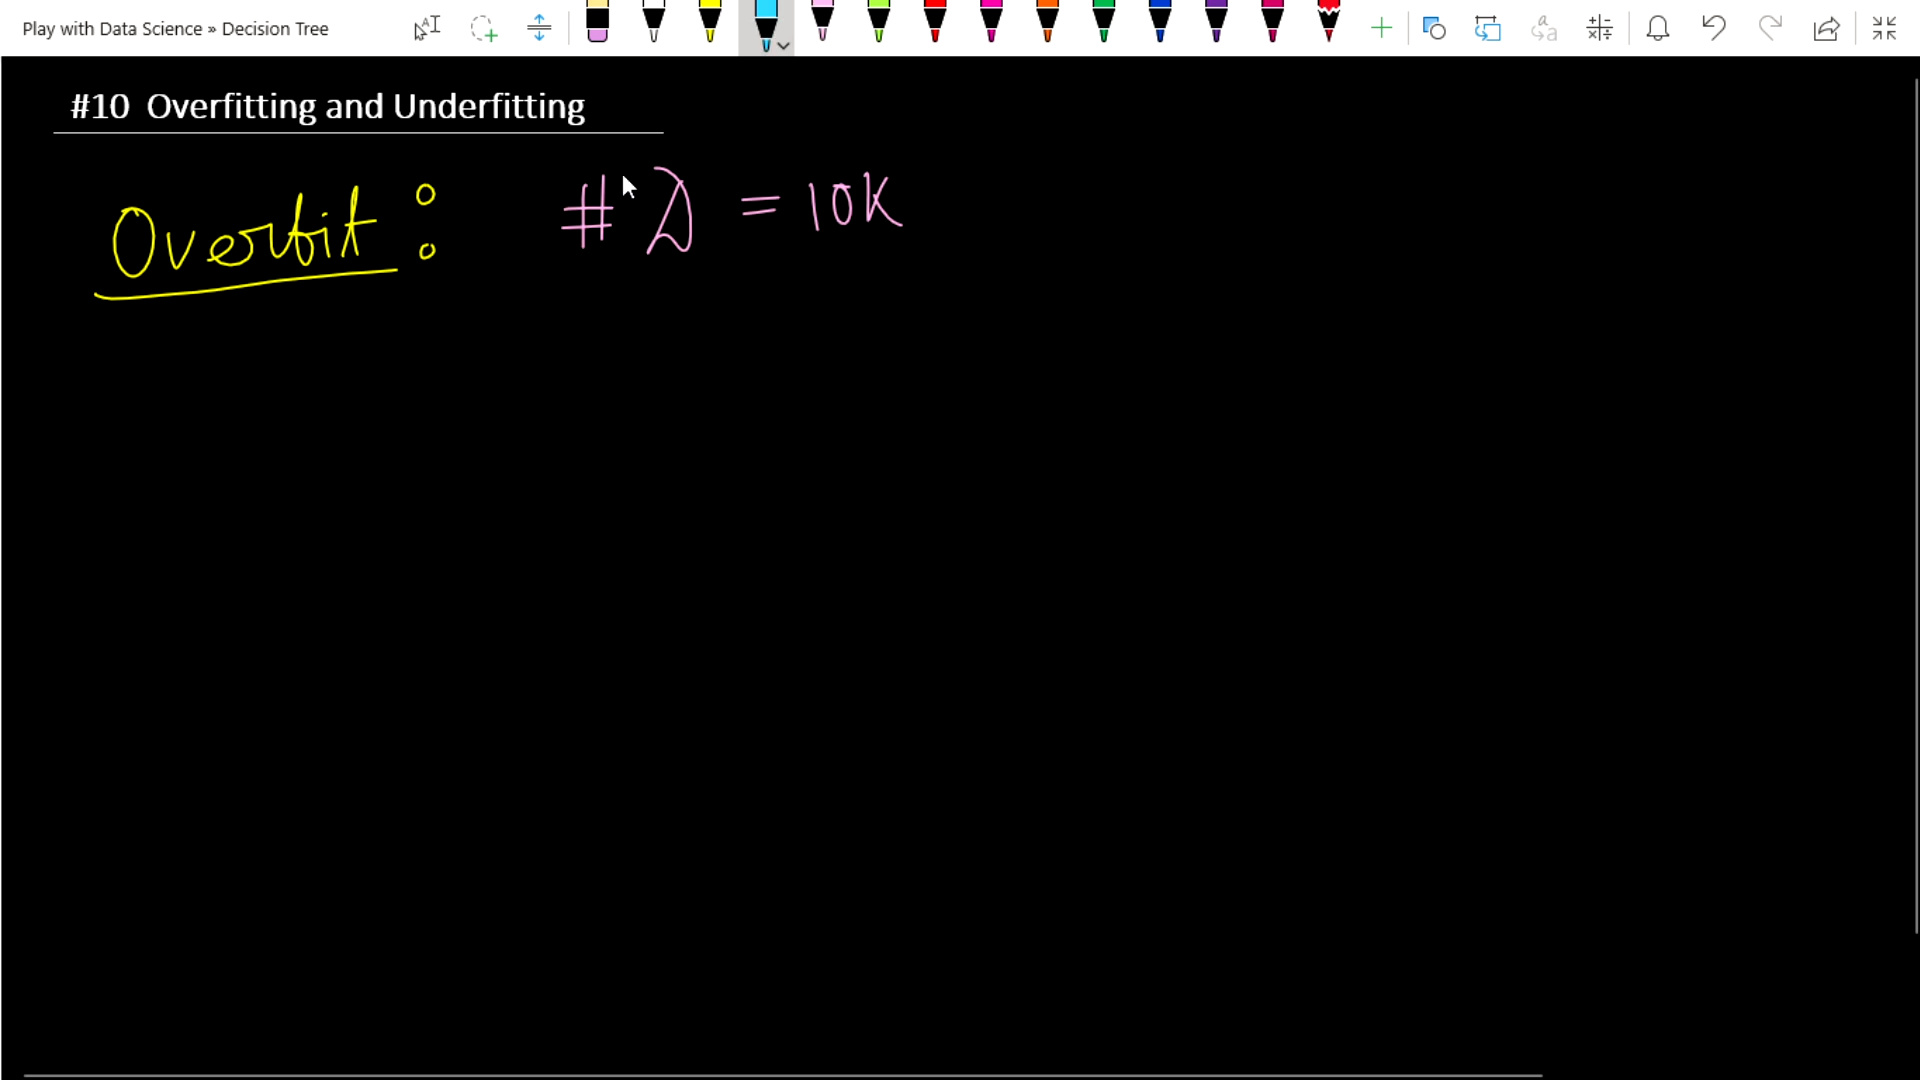 Play with Data Science » Decision Tree
#10 Overfitting and Underfitting
Overfit : # D = 10K